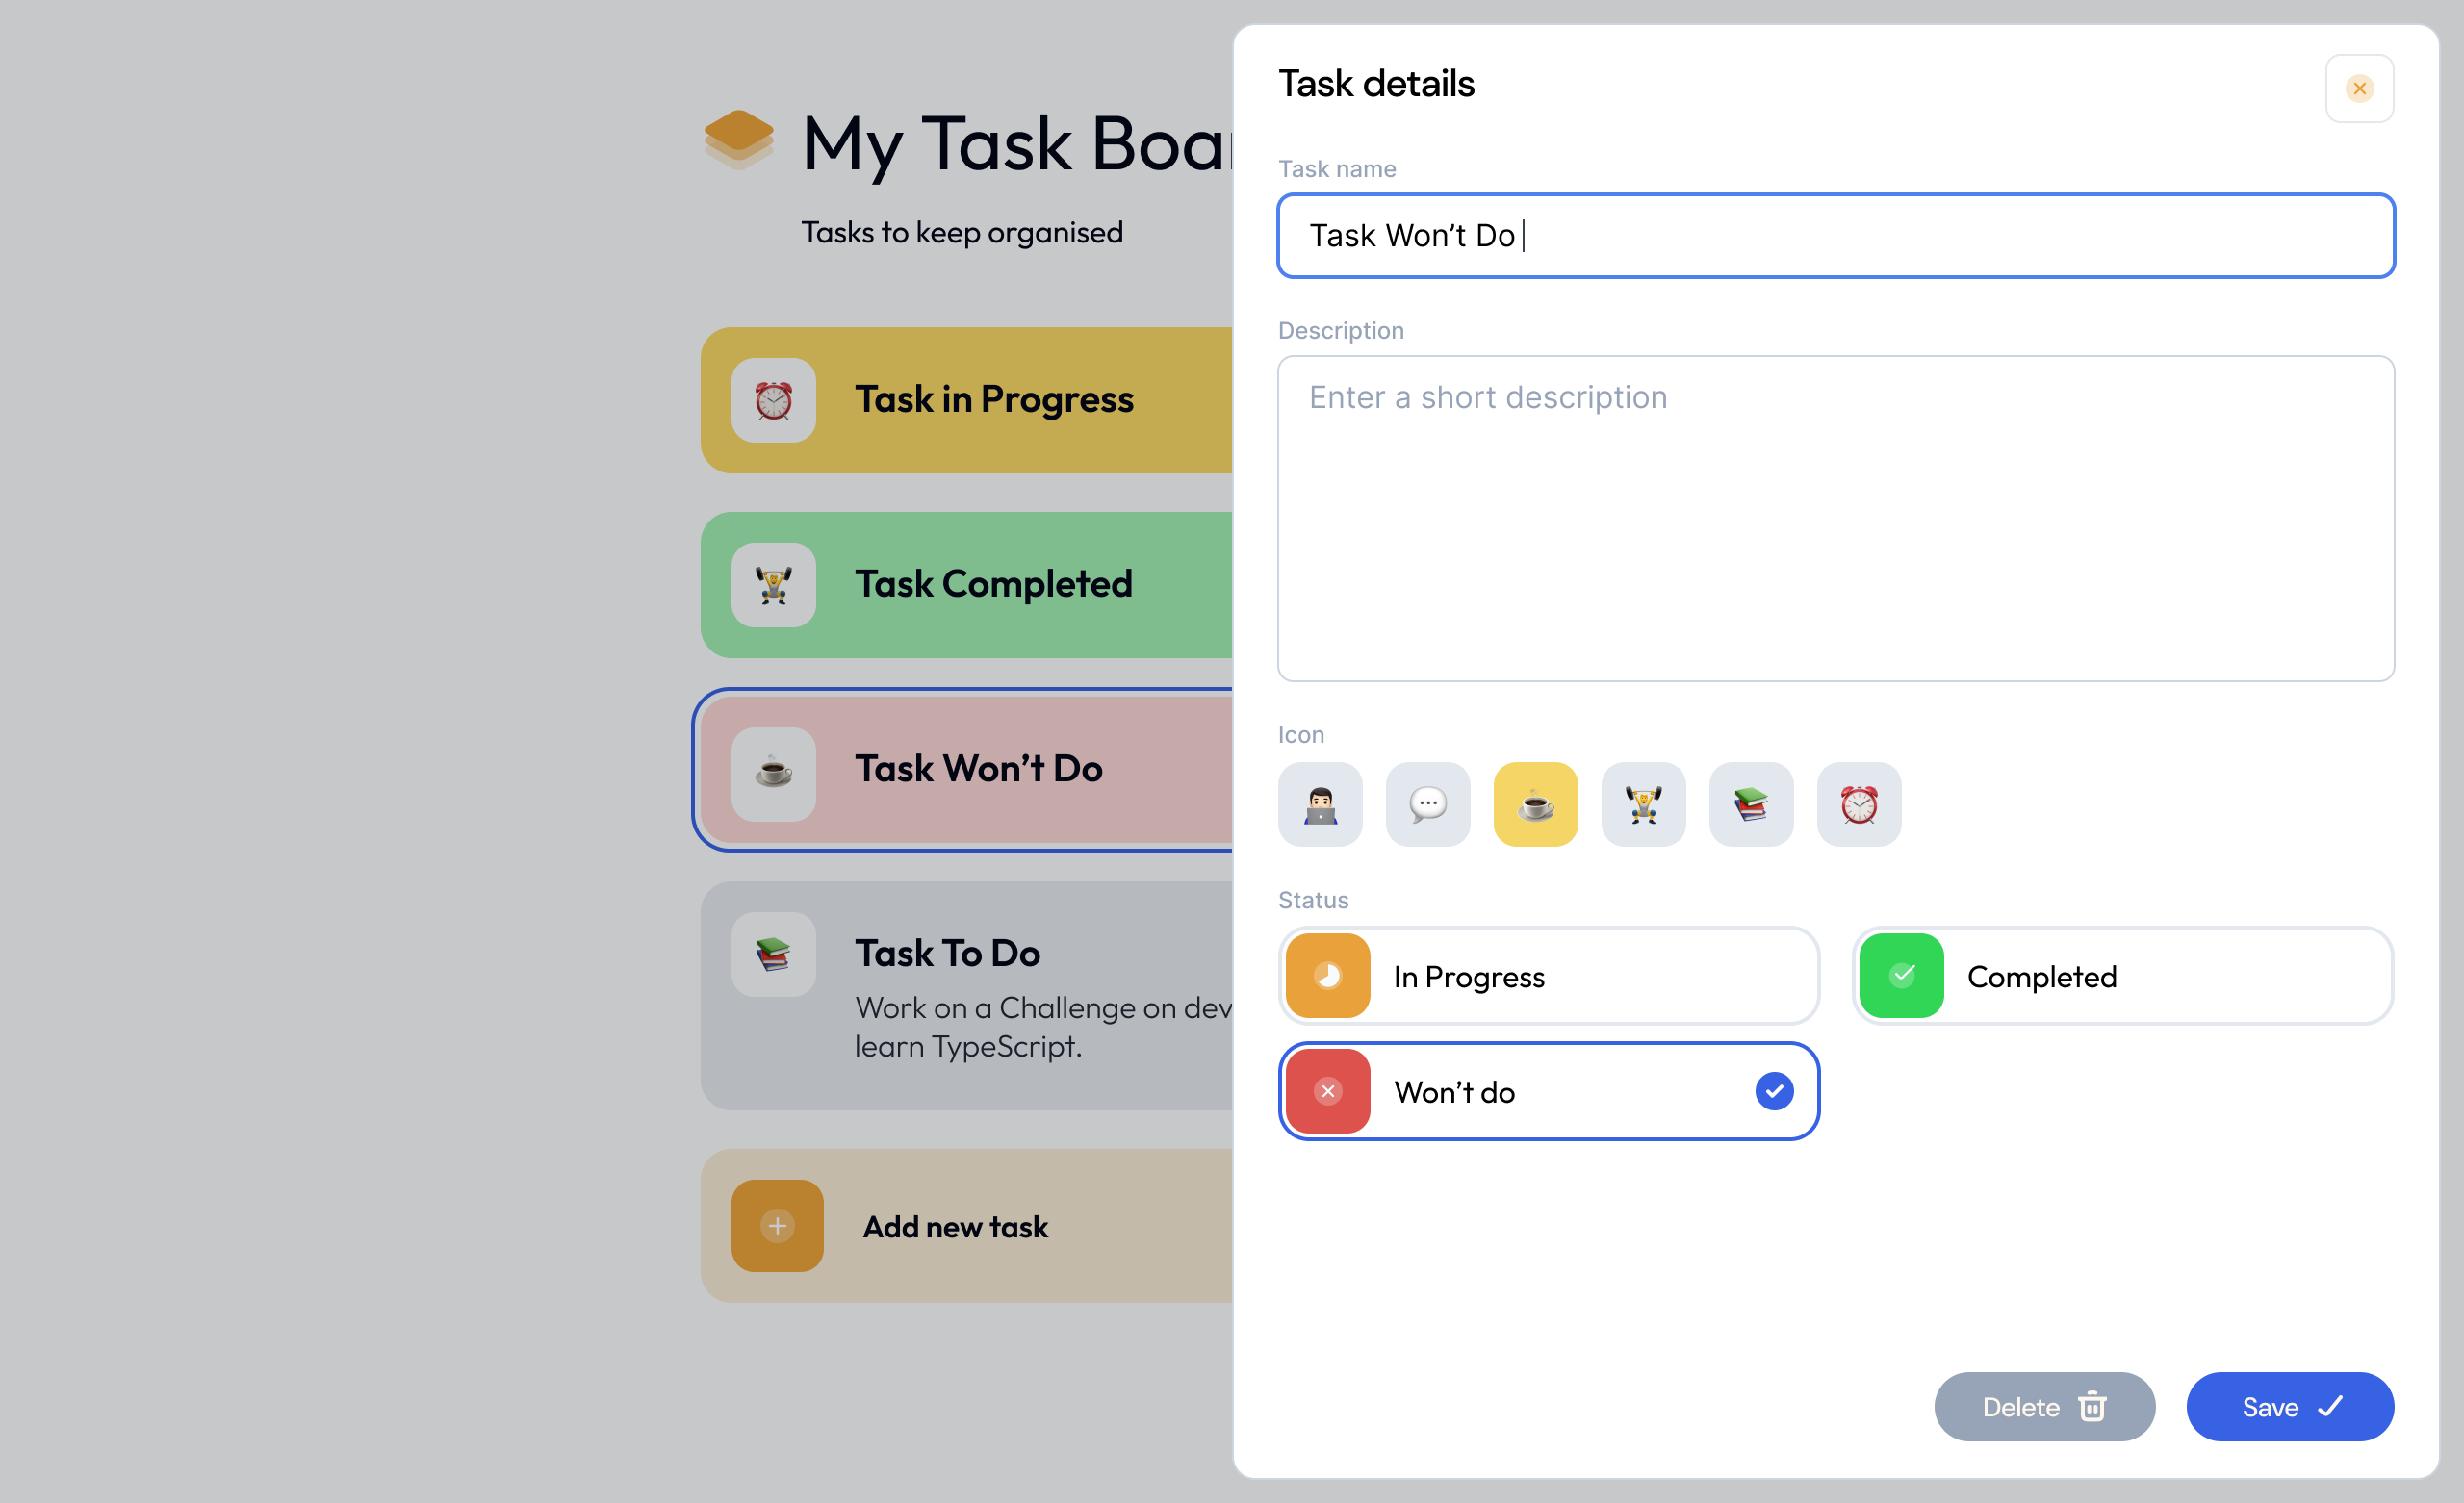 My Task Boar
Tasks to keep organised
Task in Progress
Task Completed
Task Won’t Do
Task To Do
Work on a Challenge on dev
learn TypeScript.
Add new task
Task details
Task name
Task Won’t Do
Description
Enter a short description
Icon
Status
In Progress
Completed
Won’t do
Delete
Save